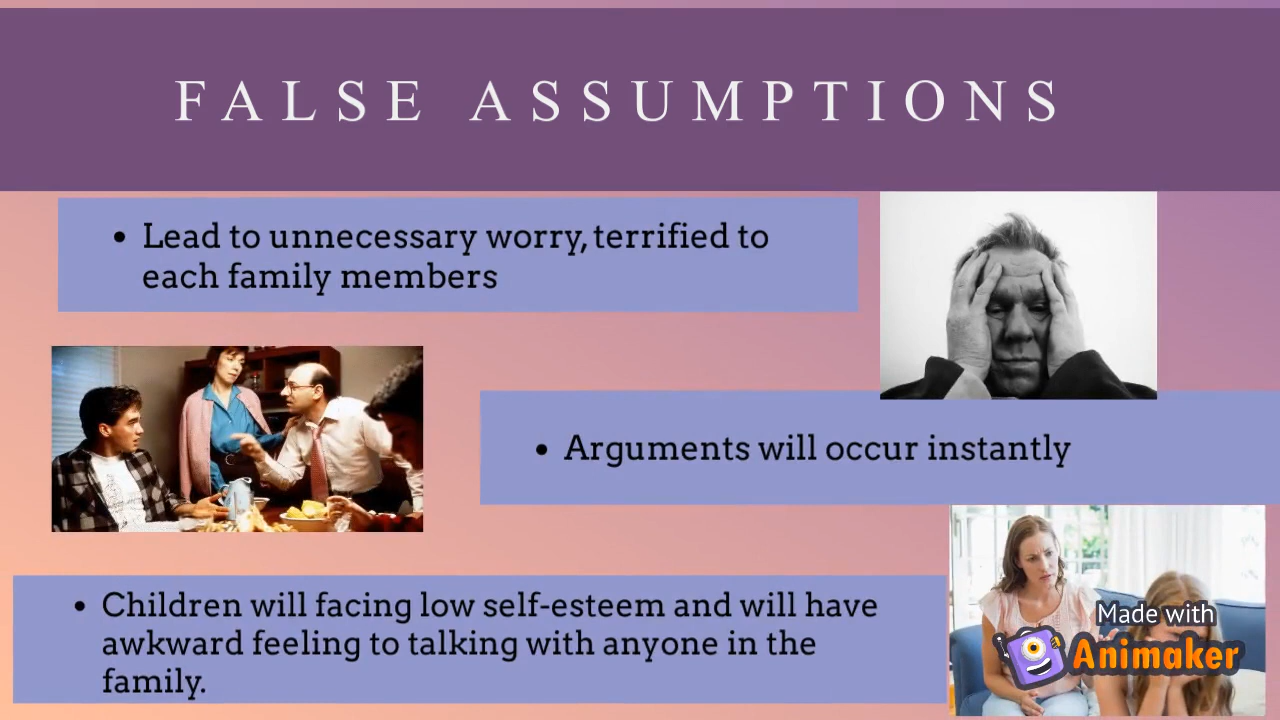 FALSE ASSUMPTIONS
• Lead to unnecessary worry, terrified to
each family members
• Arguments will occur instantly
• Children will facing low self-esteem and will have
awkward feeling to talking with anyone in the
family.
Made with
Animaker